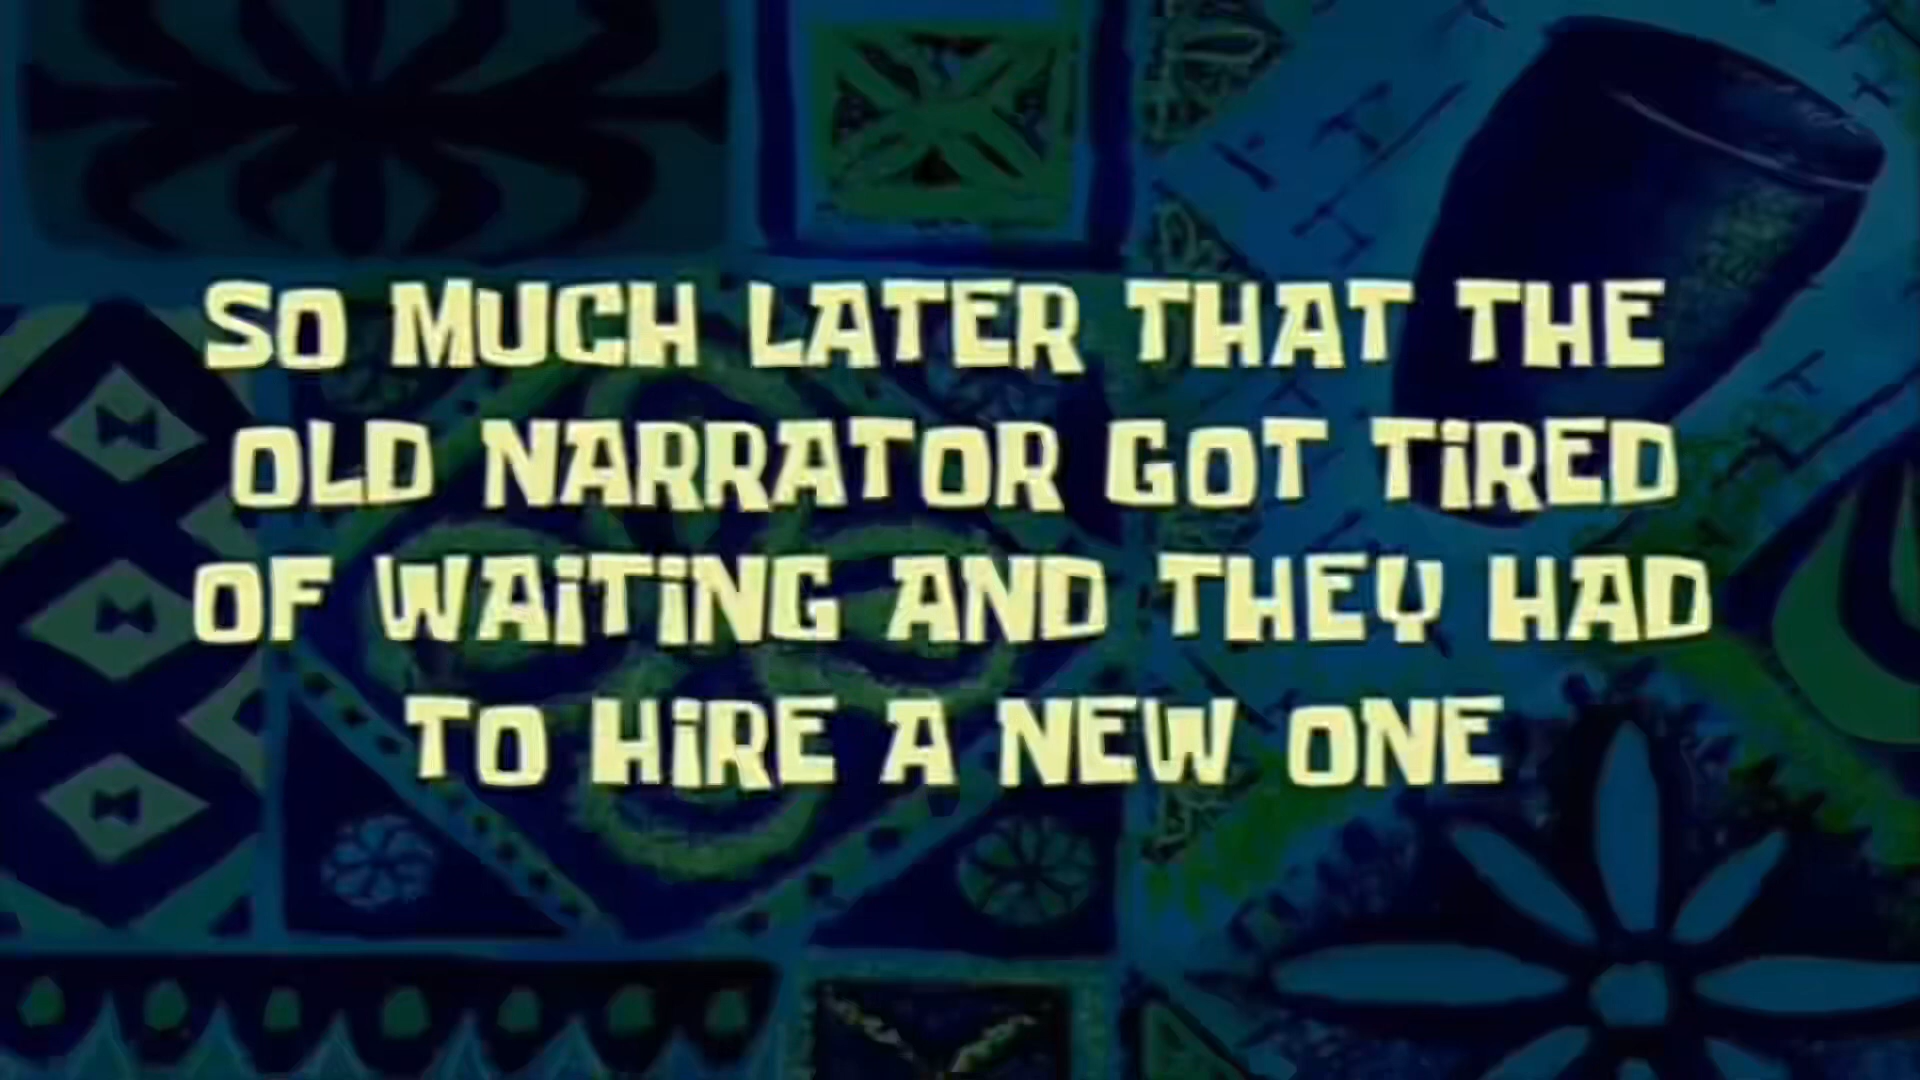 SO MUCH LATER THAT THE
OLD NARRATOR GOT TiRED
OF WAiTiNG AND THEY HAD
TO HiRE A NEW ONE